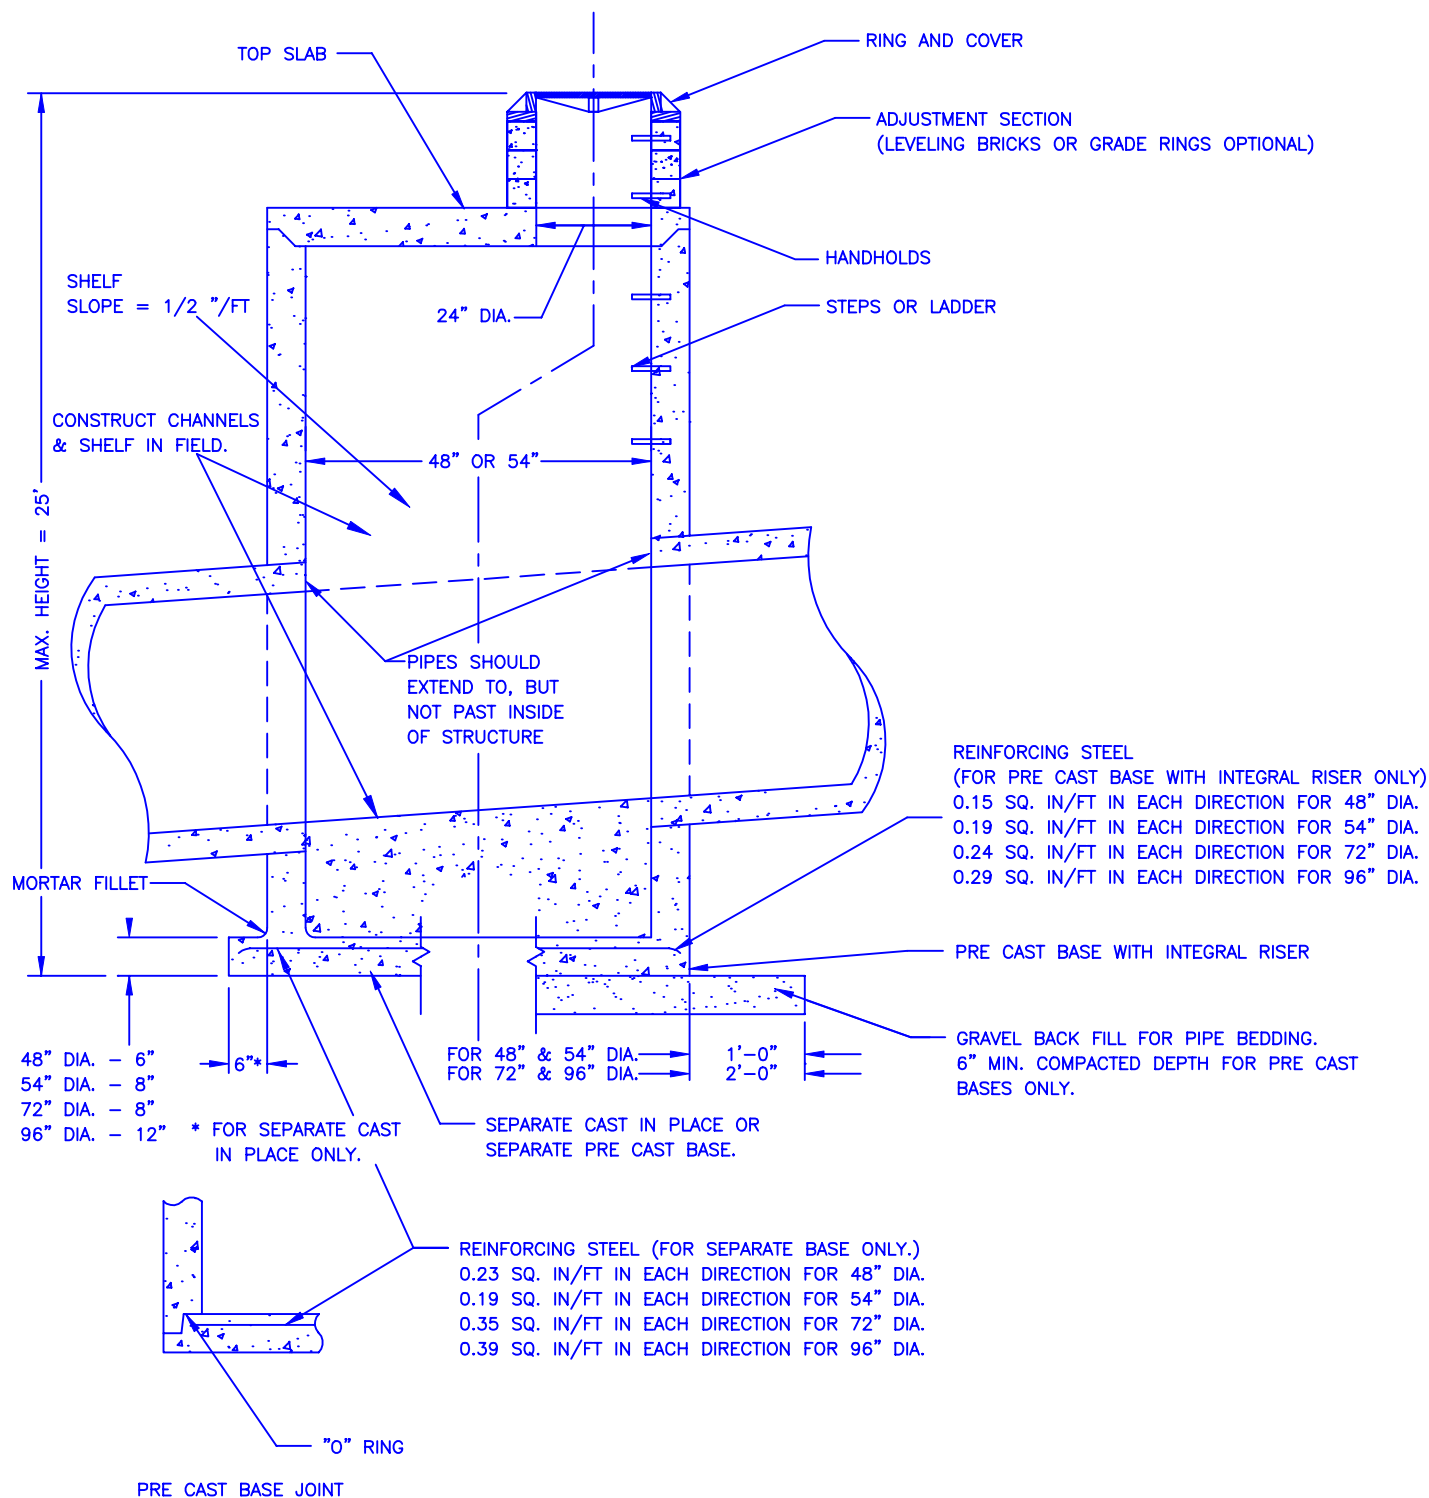 RING AND COVER
TOP SLAB
ADJUSTMENT SECTION
(LEVELING BRICKS OR GRADE RINGS OPTIONAL)
HANDHOLDS
SHELF
SLOPE = 1/2 "/FT
24" DIA.
STEPS OR LADDER
CONSTRUCT CHANNELS
& SHELF IN FIELD.
48" OR 54"
MAX. HEIGHT = 25'
PIPES SHOULD
EXTEND TO, BUT
NOT PAST INSIDE
OF STRUCTURE
REINFORCING STEEL
(FOR PRE CAST BASE WITH INTEGRAL RISER ONLY)
0.15 SQ. IN/FT IN EACH DIRECTION FOR 48" DIA.
0.19 SQ. IN/FT IN EACH DIRECTION FOR 54" DIA.
0.24 SQ. IN/FT IN EACH DIRECTION FOR 72" DIA.
0.29 SQ. IN/FT IN EACH DIRECTION FOR 96" DIA.
MORTAR FILLET
PRE CAST BASE WITH INTEGRAL RISER
GRAVEL BACK FILL FOR PIPE BEDDING.
6" MIN. COMPACTED DEPTH FOR PRE CAST
BASES ONLY.
48" DIA. - 6"
54" DIA. - 8"
72" DIA. - 8"
96" DIA. - 12"
6"*
FOR 48" & 54" DIA. 1'-0"
FOR 72" & 96" DIA. 2'-0"
* FOR SEPARATE CAST
IN PLACE ONLY.
SEPARATE CAST IN PLACE OR
SEPARATE PRE CAST BASE.
REINFORCING STEEL (FOR SEPARATE BASE ONLY.)
0.23 SQ. IN/FT IN EACH DIRECTION FOR 48" DIA.
0.19 SQ. IN/FT IN EACH DIRECTION FOR 54" DIA.
0.35 SQ. IN/FT IN EACH DIRECTION FOR 72" DIA.
0.39 SQ. IN/FT IN EACH DIRECTION FOR 96" DIA.
"O" RING
PRE CAST BASE JOINT